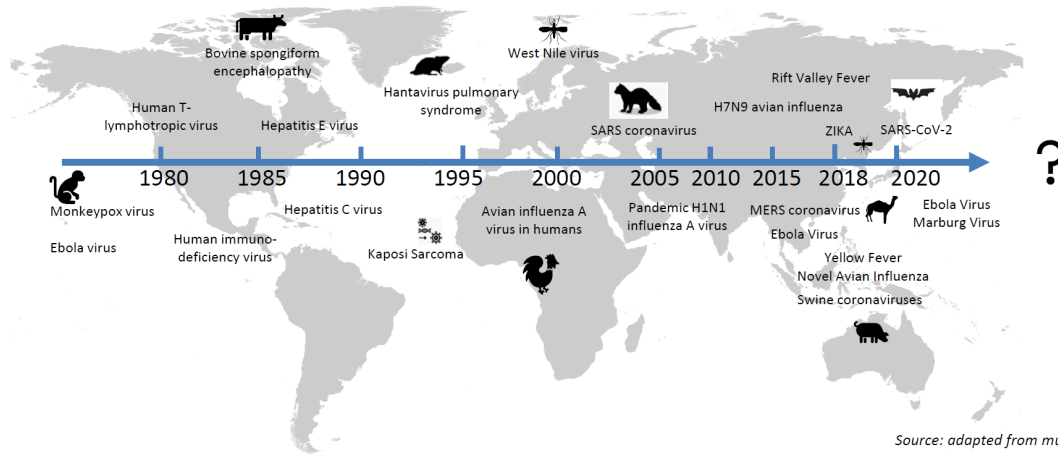 Bovine spongiform
encephalopathy
West Nile virus
Hantavirus pulmonary
syndrome
Rift Valley Fever
Human T-
lymphotropic virus
Hepatitis E virus
SARS coronavirus
H7N9 avian influenza
ZIKA
SARS-CoV-2
?
1980
1985
1990
1995
2000
2005
2010
2015
2018
2020
Monkeypox virus
Ebola virus
Human immuno-
deficiency virus
Hepatitis C virus
Kaposi Sarcoma
Avian influenza A
virus in humans
Pandemic H1N1
influenza A virus
MERS coronavirus
Ebola Virus
Yellow Fever
Novel Avian Influenza
Swine coronaviruses
Ebola Virus
Marburg Virus
Source: adapted from mu